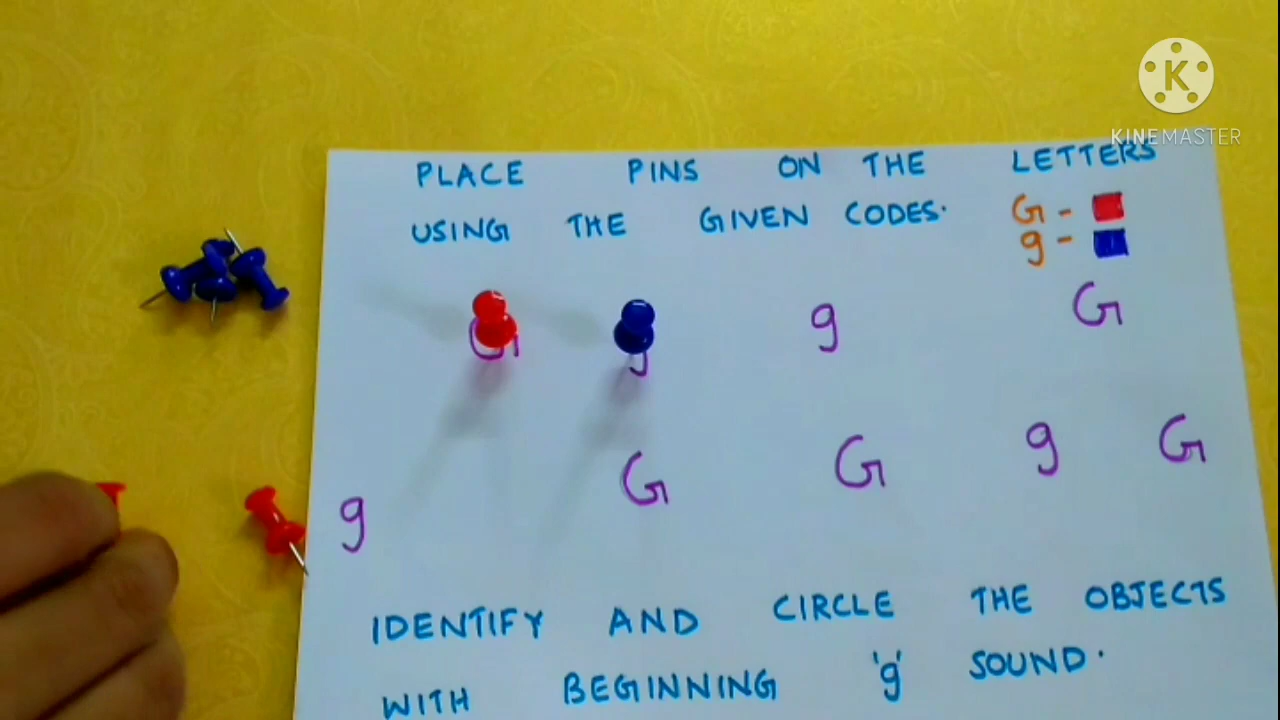 K
KINEMASTER
PLACE PINS ON THE LETTERS
USING THE GIVEN CODES.
G -
g -
G g g G
g G G g G
IDENTIFY AND CIRCLE THE OBJECTS
WITH BEGINNING 'g' SOUND.